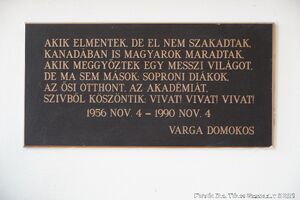 AKIK ELMENTEK, DE EL NEM SZAKADTAK,
KANADÁBAN IS MAGYAROK MARADTAK,
AKIK MEGGYŐZTEK EGY MESSZI VILÁGOT,
DE MA SEM MÁSOK: SOPRONI DIÁKOK,
AZ ŐSI OTTHONT, AZ AKADÉMIÁT,
SZIVBŐL KÖSZÖNTIK: VIVAT! VIVAT! VIVAT!
1956 NOV. 4 – 1990 NOV. 4
VARGA DOMOKOS